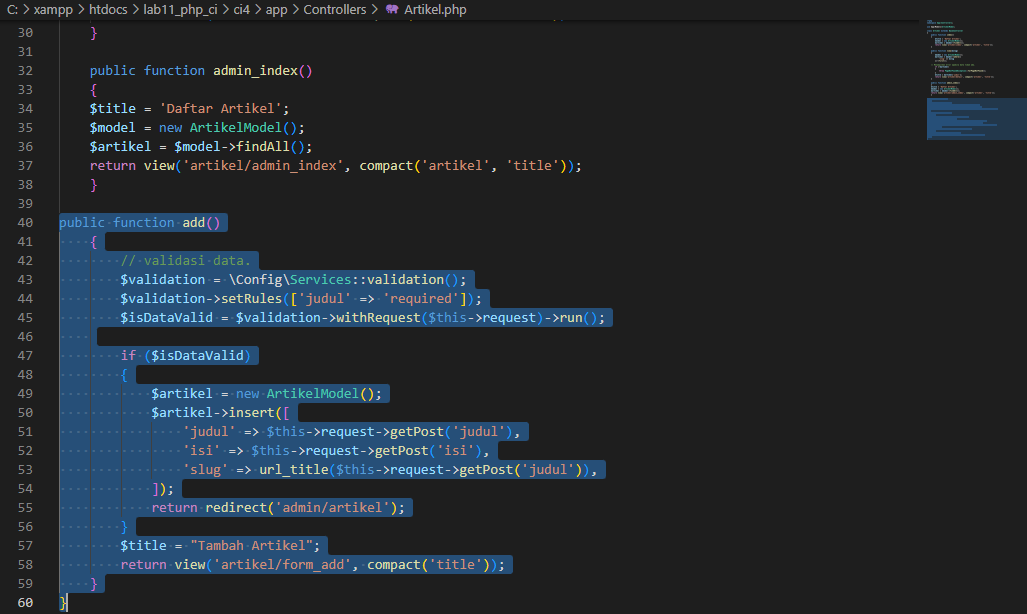 C: > xampp > htdocs > lab11_php_ci > ci4 > app > Controllers > Artikel.php
30 }
31
32 public function admin_index()
33 {
34 $title = 'Daftar Artikel';
35 $model = new ArtikelModel();
36 $artikel = $model->findAll();
37 return view('artikel/admin_index', compact('artikel', 'title'));
38 }
39
40 public function add()
41 {
42 // validasi data.
43 $validation = \Config\Services::validation();
44 $validation->setRules(['judul' => 'required']);
45 $isDataValid = $validation->withRequest($this->request)->run();
46
47 if ($isDataValid)
48 {
49 $artikel = new ArtikelModel();
50 $artikel->insert([
51 'judul' => $this->request->getPost('judul'),
52 'isi' => $this->request->getPost('isi'),
53 'slug' => url_title($this->request->getPost('judul')),
54 ]);
55 return redirect('admin/artikel');
56 }
57 $title = "Tambah Artikel";
58 return view('artikel/form_add', compact('title'));
59 }
60 }